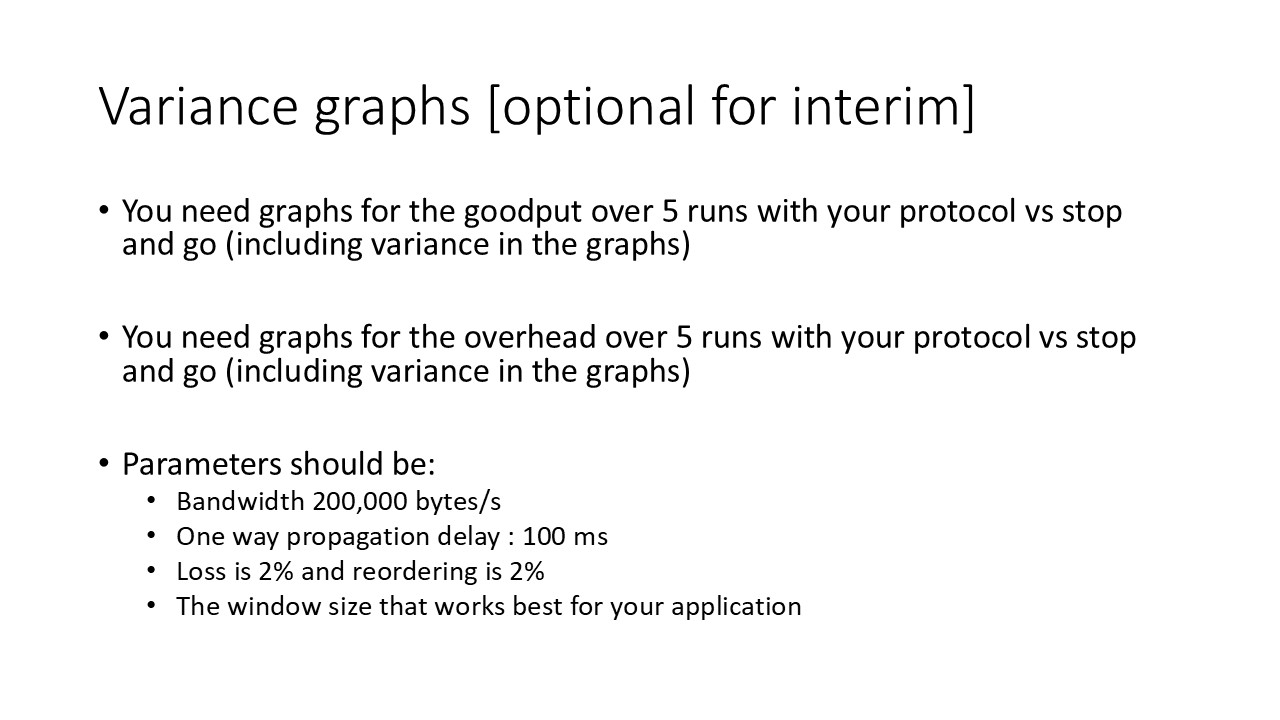 Variance graphs [optional for interim]
• You need graphs for the goodput over 5 runs with your protocol vs stop
and go (including variance in the graphs)
• You need graphs for the overhead over 5 runs with your protocol vs stop
and go (including variance in the graphs)
• Parameters should be:
• Bandwidth 200,000 bytes/s
• One way propagation delay : 100 ms
• Loss is 2% and reordering is 2%
• The window size that works best for your application